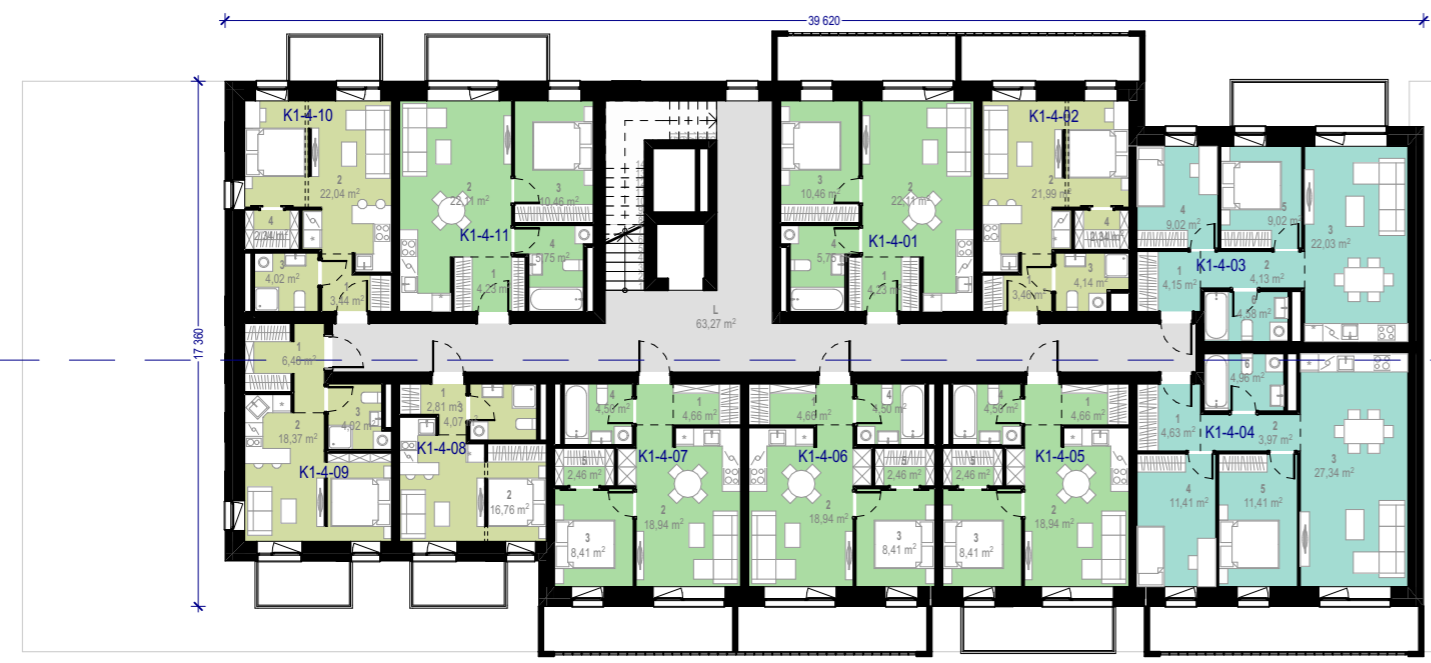 39 620
17 360
K1-4-10
2
22,04 m²
4
2,34 m²
3
4,02 m²
1
3,44 m²
K1-4-11
2
22,11 m²
3
10,46 m²
4
5,75 m²
1
4,23 m²
L
63,27 m²
K1-4-01
3
10,46 m²
2
22,11 m²
4
5,75 m²
1
4,23 m²
K1-4-02
2
21,99 m²
4
2,34 m²
3
4,14 m²
1
3,46 m²
K1-4-03
4
9,02 m²
5
9,02 m²
3
22,03 m²
1
4,15 m²
2
4,13 m²
6
4,58 m²
K1-4-09
1
6,46 m²
3
4,02 m²
2
18,37 m²
K1-4-08
1
2,81 m²
3
4,07 m²
2
16,76 m²
K1-4-07
4
4,50 m²
1
4,66 m²
5
2,46 m²
2
18,94 m²
3
8,41 m²
K1-4-06
1
4,66 m²
4
4,50 m²
5
2,46 m²
2
18,94 m²
3
8,41 m²
K1-4-05
4
4,50 m²
1
4,66 m²
5
2,46 m²
2
18,94 m²
3
8,41 m²
K1-4-04
6
4,96 m²
1
4,63 m²
2
3,97 m²
3
27,34 m²
4
11,41 m²
5
11,41 m²